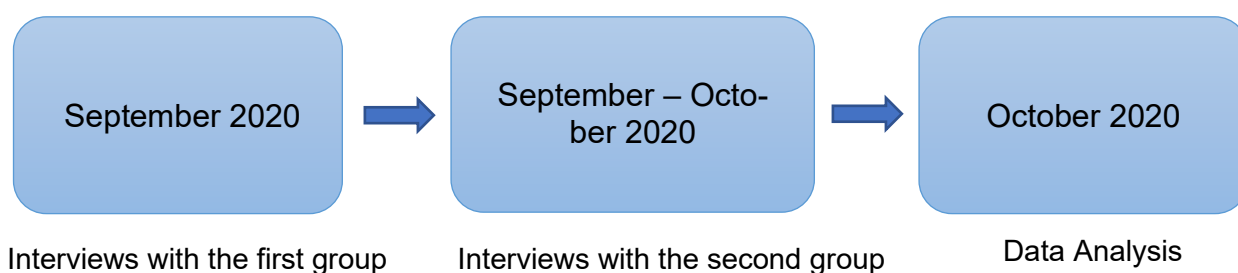 September 2020
September – Octo-
ber 2020
October 2020
Interviews with the first group
Interviews with the second group
Data Analysis